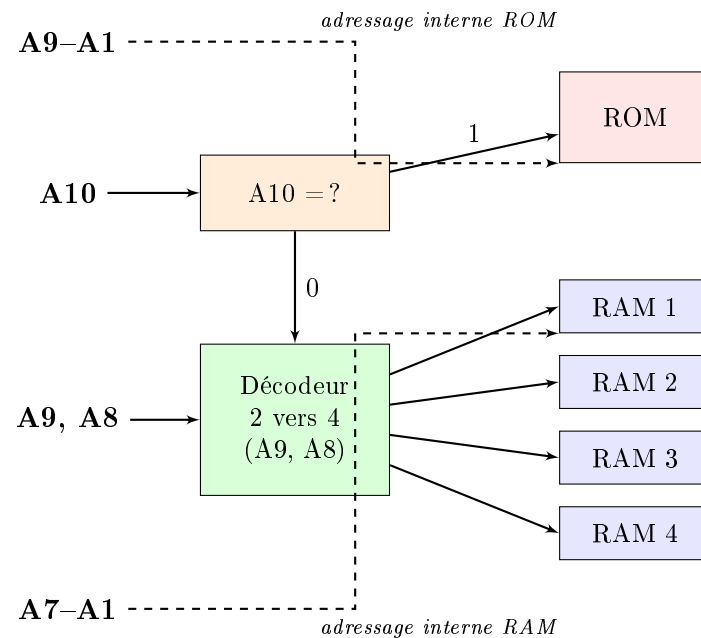 adressage interne ROM
A9–A1
ROM
1
A10
A10 = ?
0
RAM 1
Décodeur
2 vers 4
(A9, A8)
RAM 2
A9, A8
RAM 3
RAM 4
A7–A1
adressage interne RAM